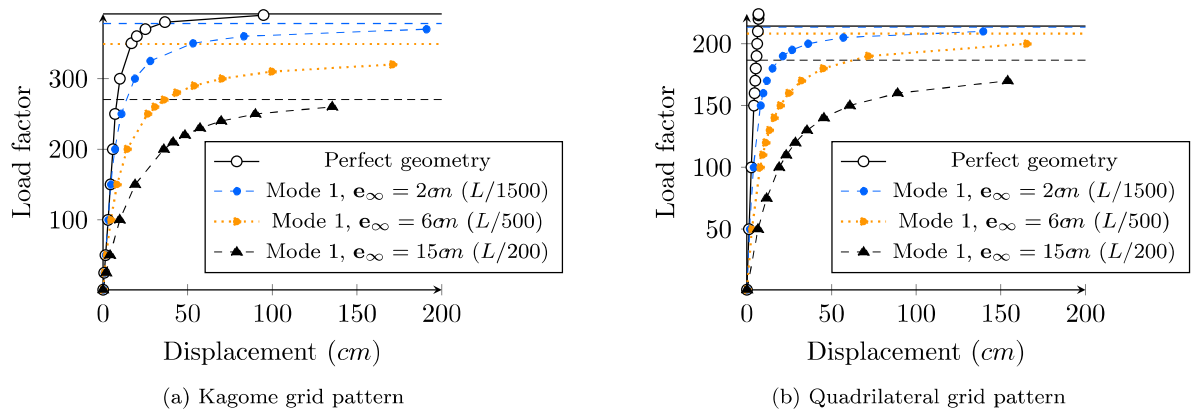 300
200
100
0
50
100
150
200
Load factor
Displacement (cm)
Perfect geometry
Mode 1, e∞ = 2cm (L/1500)
Mode 1, e∞ = 6cm (L/500)
Mode 1, e∞ = 15cm (L/200)
(a) Kagome grid pattern
200
150
100
50
0
50
100
150
200
Load factor
Displacement (cm)
Perfect geometry
Mode 1, e∞ = 2cm (L/1500)
Mode 1, e∞ = 6cm (L/500)
Mode 1, e∞ = 15cm (L/200)
(b) Quadrilateral grid pattern